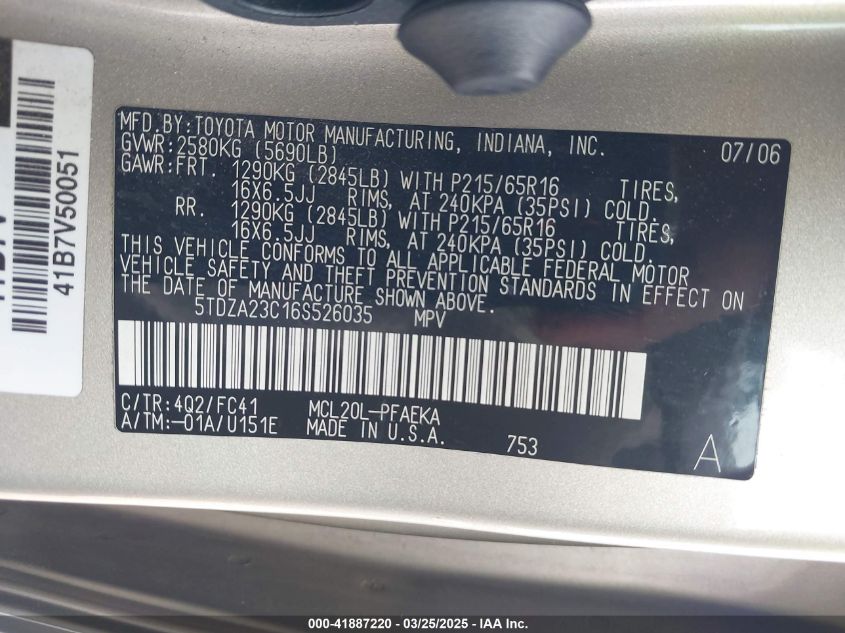 MFD.BY:TOYOTA MOTOR MANUFACTURING, INDIANA, INC. 07/06
GVWR:2580KG (5690LB)
GAWR:FRT. 1290KG (2845LB) WITH P215/65R16 TIRES,
16X6.5JJ RIMS, AT 240KPA (35PSI) COLD.
RR. 1290KG (2845LB) WITH P215/65R16 TIRES,
16X6.5JJ RIMS, AT 240KPA (35PSI) COLD.
THIS VEHICLE CONFORMS TO ALL APPLICABLE FEDERAL MOTOR
VEHICLE SAFETY AND THEFT PREVENTION STANDARDS IN EFFECT ON
THE DATE OF MANUFACTURE SHOWN ABOVE.
5TDZA23C16S526035 MPV
C/TR:4Q2/FC41 MCL20L-PFAEKA
A/TM:-01A/U151E MADE IN U.S.A. 753 A
41B7V50051
000-41887220 — 03/25/2025 — IAA Inc.